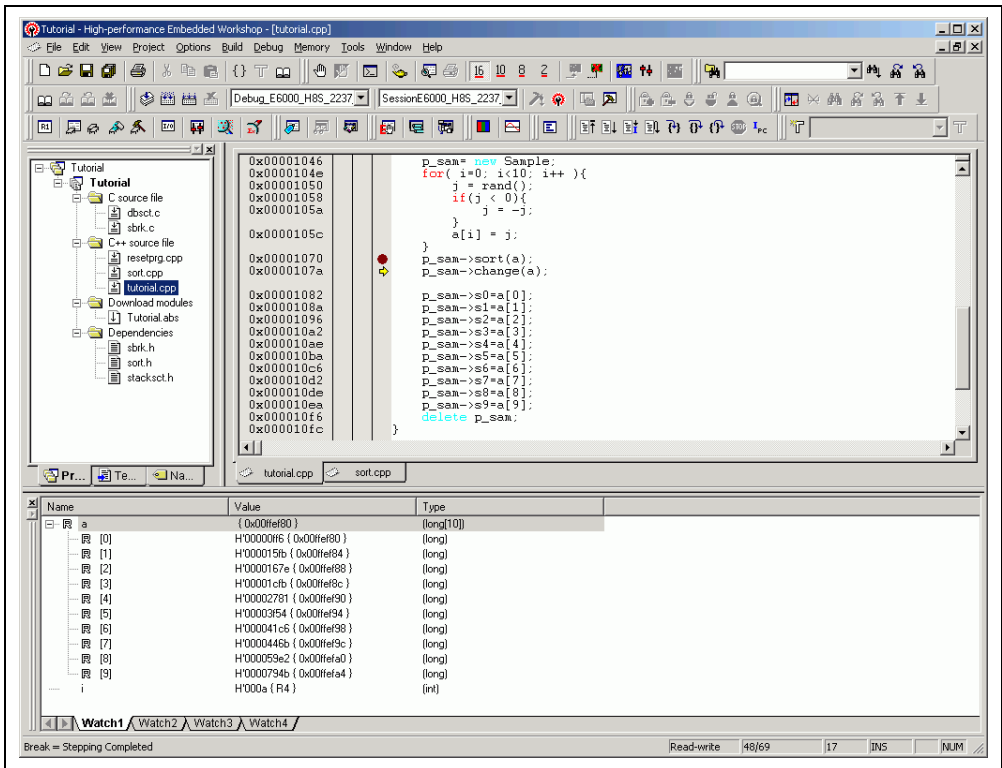 Tutorial - High-performance Embedded Workshop - [tutorial.cpp]
File Edit View Project Options Build Debug Memory Tools Window Help
16 10 8 2
Debug_E6000_H8S_2237_ SessionE6000_H8S_2237_
R1
Tutorial
Tutorial
C source file
dbsct.c
sbrk.c
C++ source file
resetprg.cpp
sort.cpp
tutorial.cpp
Download modules
Tutorial.abs
Dependencies
sbrk.h
sort.h
stacksct.h
Pr... Te... Na...
0x00001046 p_sam= new Sample;
0x0000104e for( i=0; i<10; i++ ){
0x00001050 j = rand();
0x00001058 if(j < 0){
0x0000105a j = -j;
}
0x0000105c a[i] = j;
}
0x00001070 p_sam->sort(a);
0x0000107a p_sam->change(a);
0x00001082 p_sam->s0=a[0];
0x0000108a p_sam->s1=a[1];
0x00001096 p_sam->s2=a[2];
0x000010a2 p_sam->s3=a[3];
0x000010ae p_sam->s4=a[4];
0x000010ba p_sam->s5=a[5];
0x000010c6 p_sam->s6=a[6];
0x000010d2 p_sam->s7=a[7];
0x000010de p_sam->s8=a[8];
0x000010ea p_sam->s9=a[9];
0x000010f6 delete p_sam;
0x000010fc }
tutorial.cpp sort.cpp
Name Value Type
R a { 0x00ffef80 } (long[10])
R [0] H'00000ff6 { 0x00ffef80 } (long)
R [1] H'000015fb { 0x00ffef84 } (long)
R [2] H'0000167e { 0x00ffef88 } (long)
R [3] H'00001cfb { 0x00ffef8c } (long)
R [4] H'00002781 { 0x00ffef90 } (long)
R [5] H'00003f54 { 0x00ffef94 } (long)
R [6] H'000041c6 { 0x00ffef98 } (long)
R [7] H'0000446b { 0x00ffef9c } (long)
R [8] H'000059e2 { 0x00ffefa0 } (long)
R [9] H'0000794b { 0x00ffefa4 } (long)
i H'000a { R4 } (int)
Watch1 Watch2 Watch3 Watch4
Break = Stepping Completed Read-write 48/69 17 INS NUM